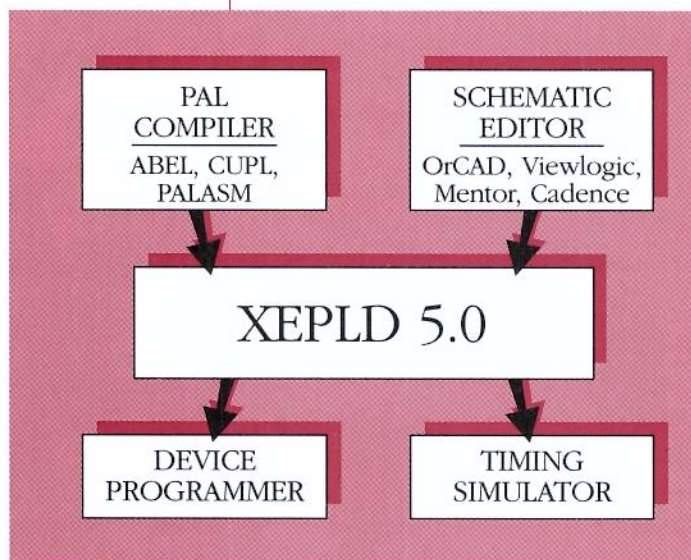 PAL
COMPILER
ABEL, CUPL,
PALASM
SCHEMATIC
EDITOR
OrCAD, Viewlogic,
Mentor, Cadence
XEPLD 5.0
DEVICE
PROGRAMMER
TIMING
SIMULATOR